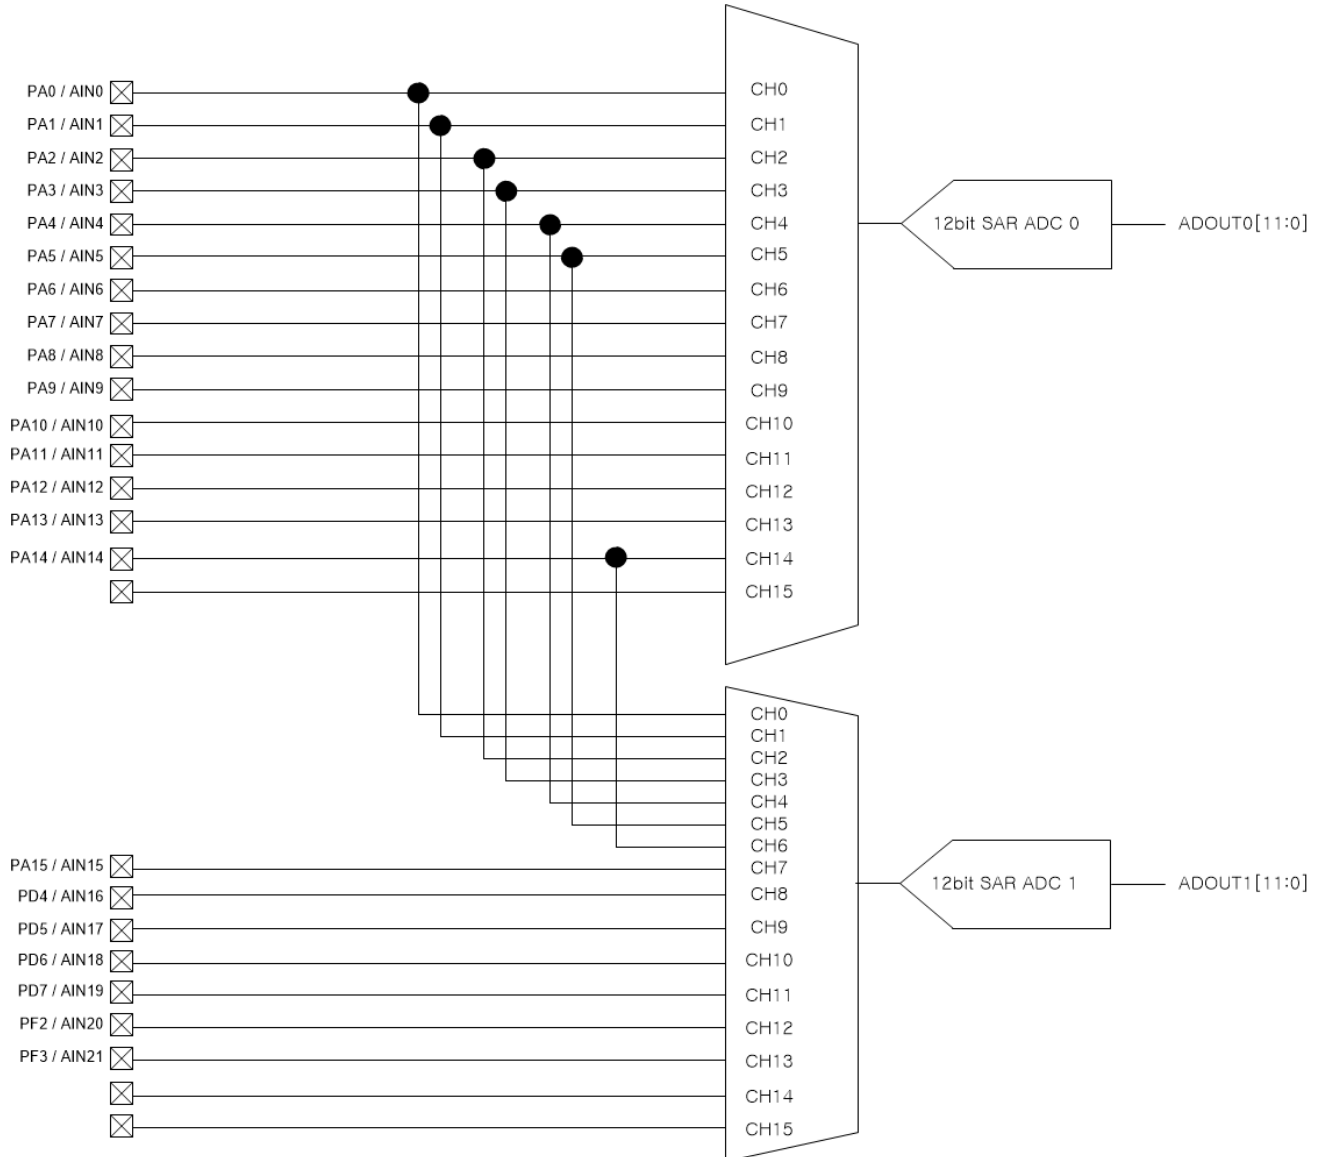 PA0 / AIN0
CH0
PA1 / AIN1
CH1
PA2 / AIN2
CH2
PA3 / AIN3
CH3
PA4 / AIN4
CH4
12bit SAR ADC 0
ADOUT0[11:0]
PA5 / AIN5
CH5
PA6 / AIN6
CH6
PA7 / AIN7
CH7
PA8 / AIN8
CH8
PA9 / AIN9
CH9
PA10 / AIN10
CH10
PA11 / AIN11
CH11
PA12 / AIN12
CH12
PA13 / AIN13
CH13
PA14 / AIN14
CH14
CH15
CH0
CH1
CH2
CH3
CH4
CH5
CH6
PA15 / AIN15
CH7
12bit SAR ADC 1
ADOUT1[11:0]
PD4 / AIN16
CH8
PD5 / AIN17
CH9
PD6 / AIN18
CH10
PD7 / AIN19
CH11
PF2 / AIN20
CH12
PF3 / AIN21
CH13
CH14
CH15